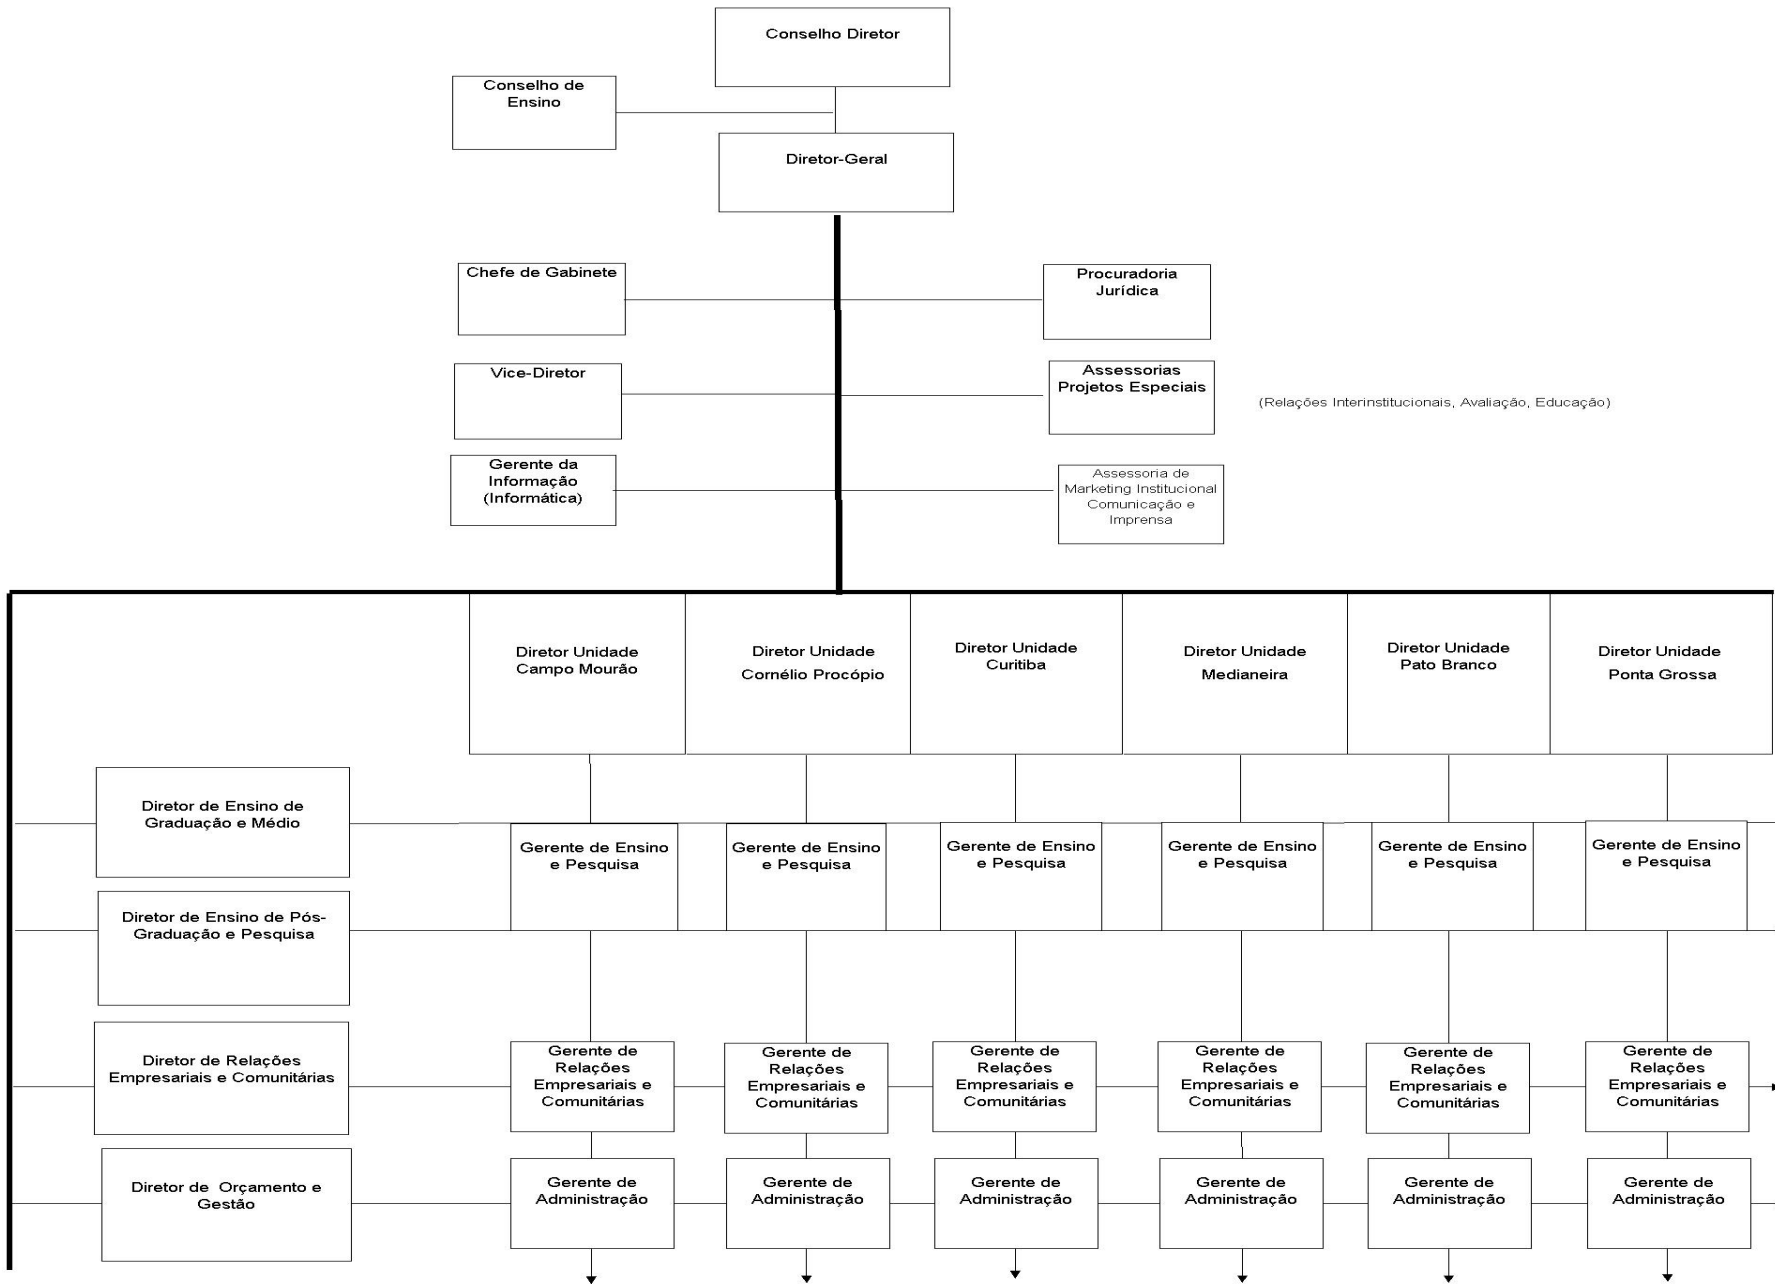 Conselho Diretor
Conselho de
Ensino
Diretor-Geral
Chefe de Gabinete
Procuradoria
Jurídica
Vice-Diretor
Assessorias
Projetos Especiais
(Relações Interinstitucionais, Avaliação, Educação)
Gerente da
Informação
(Informática)
Assessoria de
Marketing Institucional
Comunicação e
Imprensa
Diretor Unidade
Campo Mourão
Diretor Unidade
Cornélio Procópio
Diretor Unidade
Curitiba
Diretor Unidade
Medianeira
Diretor Unidade
Pato Branco
Diretor Unidade
Ponta Grossa
Diretor de Ensino de
Graduação e Médio
Gerente de Ensino
e Pesquisa
Gerente de Ensino
e Pesquisa
Gerente de Ensino
e Pesquisa
Gerente de Ensino
e Pesquisa
Gerente de Ensino
e Pesquisa
Gerente de Ensino
e Pesquisa
Diretor de Ensino de Pós-
Graduação e Pesquisa
Diretor de Relações
Empresariais e Comunitárias
Gerente de
Relações
Empresariais e
Comunitárias
Gerente de
Relações
Empresariais e
Comunitárias
Gerente de
Relações
Empresariais e
Comunitárias
Gerente de
Relações
Empresariais e
Comunitárias
Gerente de
Relações
Empresariais e
Comunitárias
Gerente de
Relações
Empresariais e
Comunitárias
Diretor de Orçamento e
Gestão
Gerente de
Administração
Gerente de
Administração
Gerente de
Administração
Gerente de
Administração
Gerente de
Administração
Gerente de
Administração